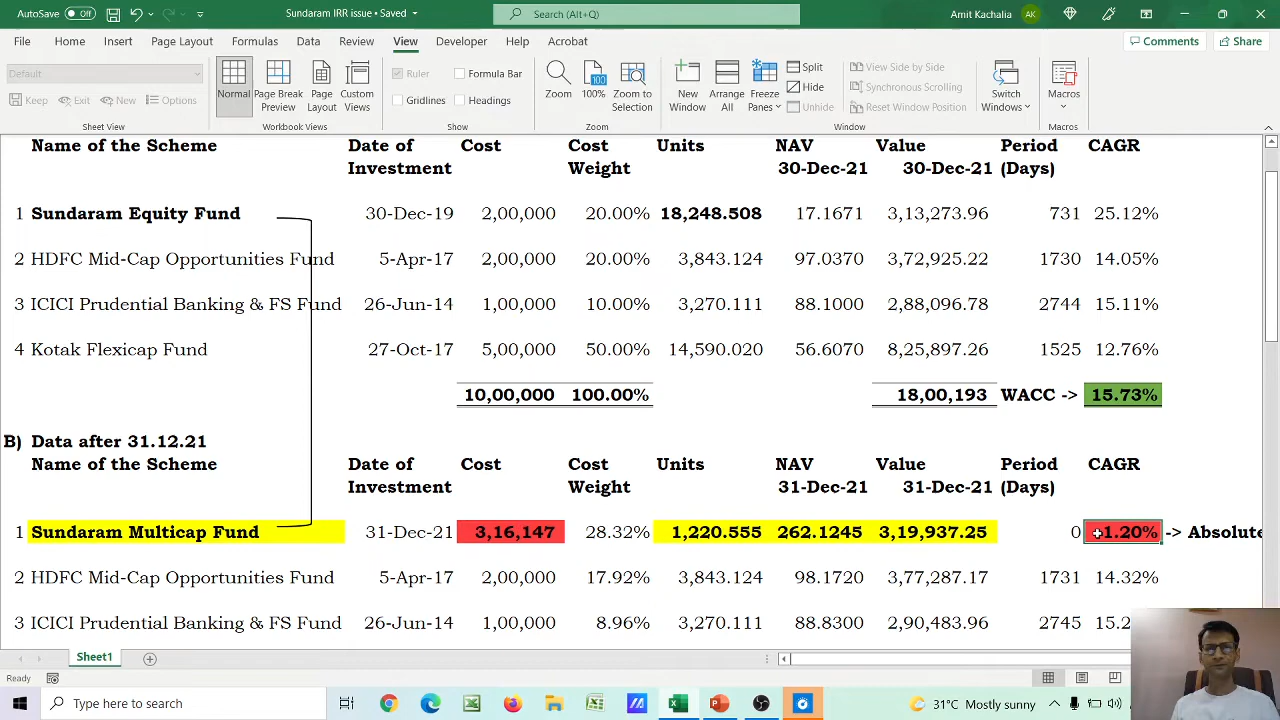 AutoSave Off Sundaram IRR issue • Saved Search (Alt+Q) Amit Kachalia AK
File Home Insert Page Layout Formulas Data Review View Developer Help Acrobat Comments Share
Default
Keep Exit New Options
Sheet View
Normal Page Break Preview Page Layout Custom Views
Workbook Views
Ruler Formula Bar
Gridlines Headings
Show
Zoom 100% Zoom to Selection
Zoom
New Window Arrange All Freeze Panes
Split
Hide
Unhide
View Side by Side
Synchronous Scrolling
Reset Window Position
Switch Windows
Window
Macros
Macros
Name of the Scheme Date of Cost Cost Units NAV Value Period CAGR
Investment Weight 30-Dec-21 30-Dec-21 (Days)
1 Sundaram Equity Fund 30-Dec-19 2,00,000 20.00% 18,248.508 17.1671 3,13,273.96 731 25.12%
2 HDFC Mid-Cap Opportunities Fund 5-Apr-17 2,00,000 20.00% 3,843.124 97.0370 3,72,925.22 1730 14.05%
3 ICICI Prudential Banking & FS Fund 26-Jun-14 1,00,000 10.00% 3,270.111 88.1000 2,88,096.78 2744 15.11%
4 Kotak Flexicap Fund 27-Oct-17 5,00,000 50.00% 14,590.020 56.6070 8,25,897.26 1525 12.76%
10,00,000 100.00% 18,00,193 WACC -> 15.73%
B) Data after 31.12.21
Name of the Scheme Date of Cost Cost Units NAV Value Period CAGR
Investment Weight 31-Dec-21 31-Dec-21 (Days)
1 Sundaram Multicap Fund 31-Dec-21 3,16,147 28.32% 1,220.555 262.1245 3,19,937.25 0 1.20% -> Absolute
2 HDFC Mid-Cap Opportunities Fund 5-Apr-17 2,00,000 17.92% 3,843.124 98.1720 3,77,287.17 1731 14.32%
3 ICICI Prudential Banking & FS Fund 26-Jun-14 1,00,000 8.96% 3,270.111 88.8300 2,90,483.96 2745 15.2
Sheet1
Ready
Type here to search 31°C Mostly sunny